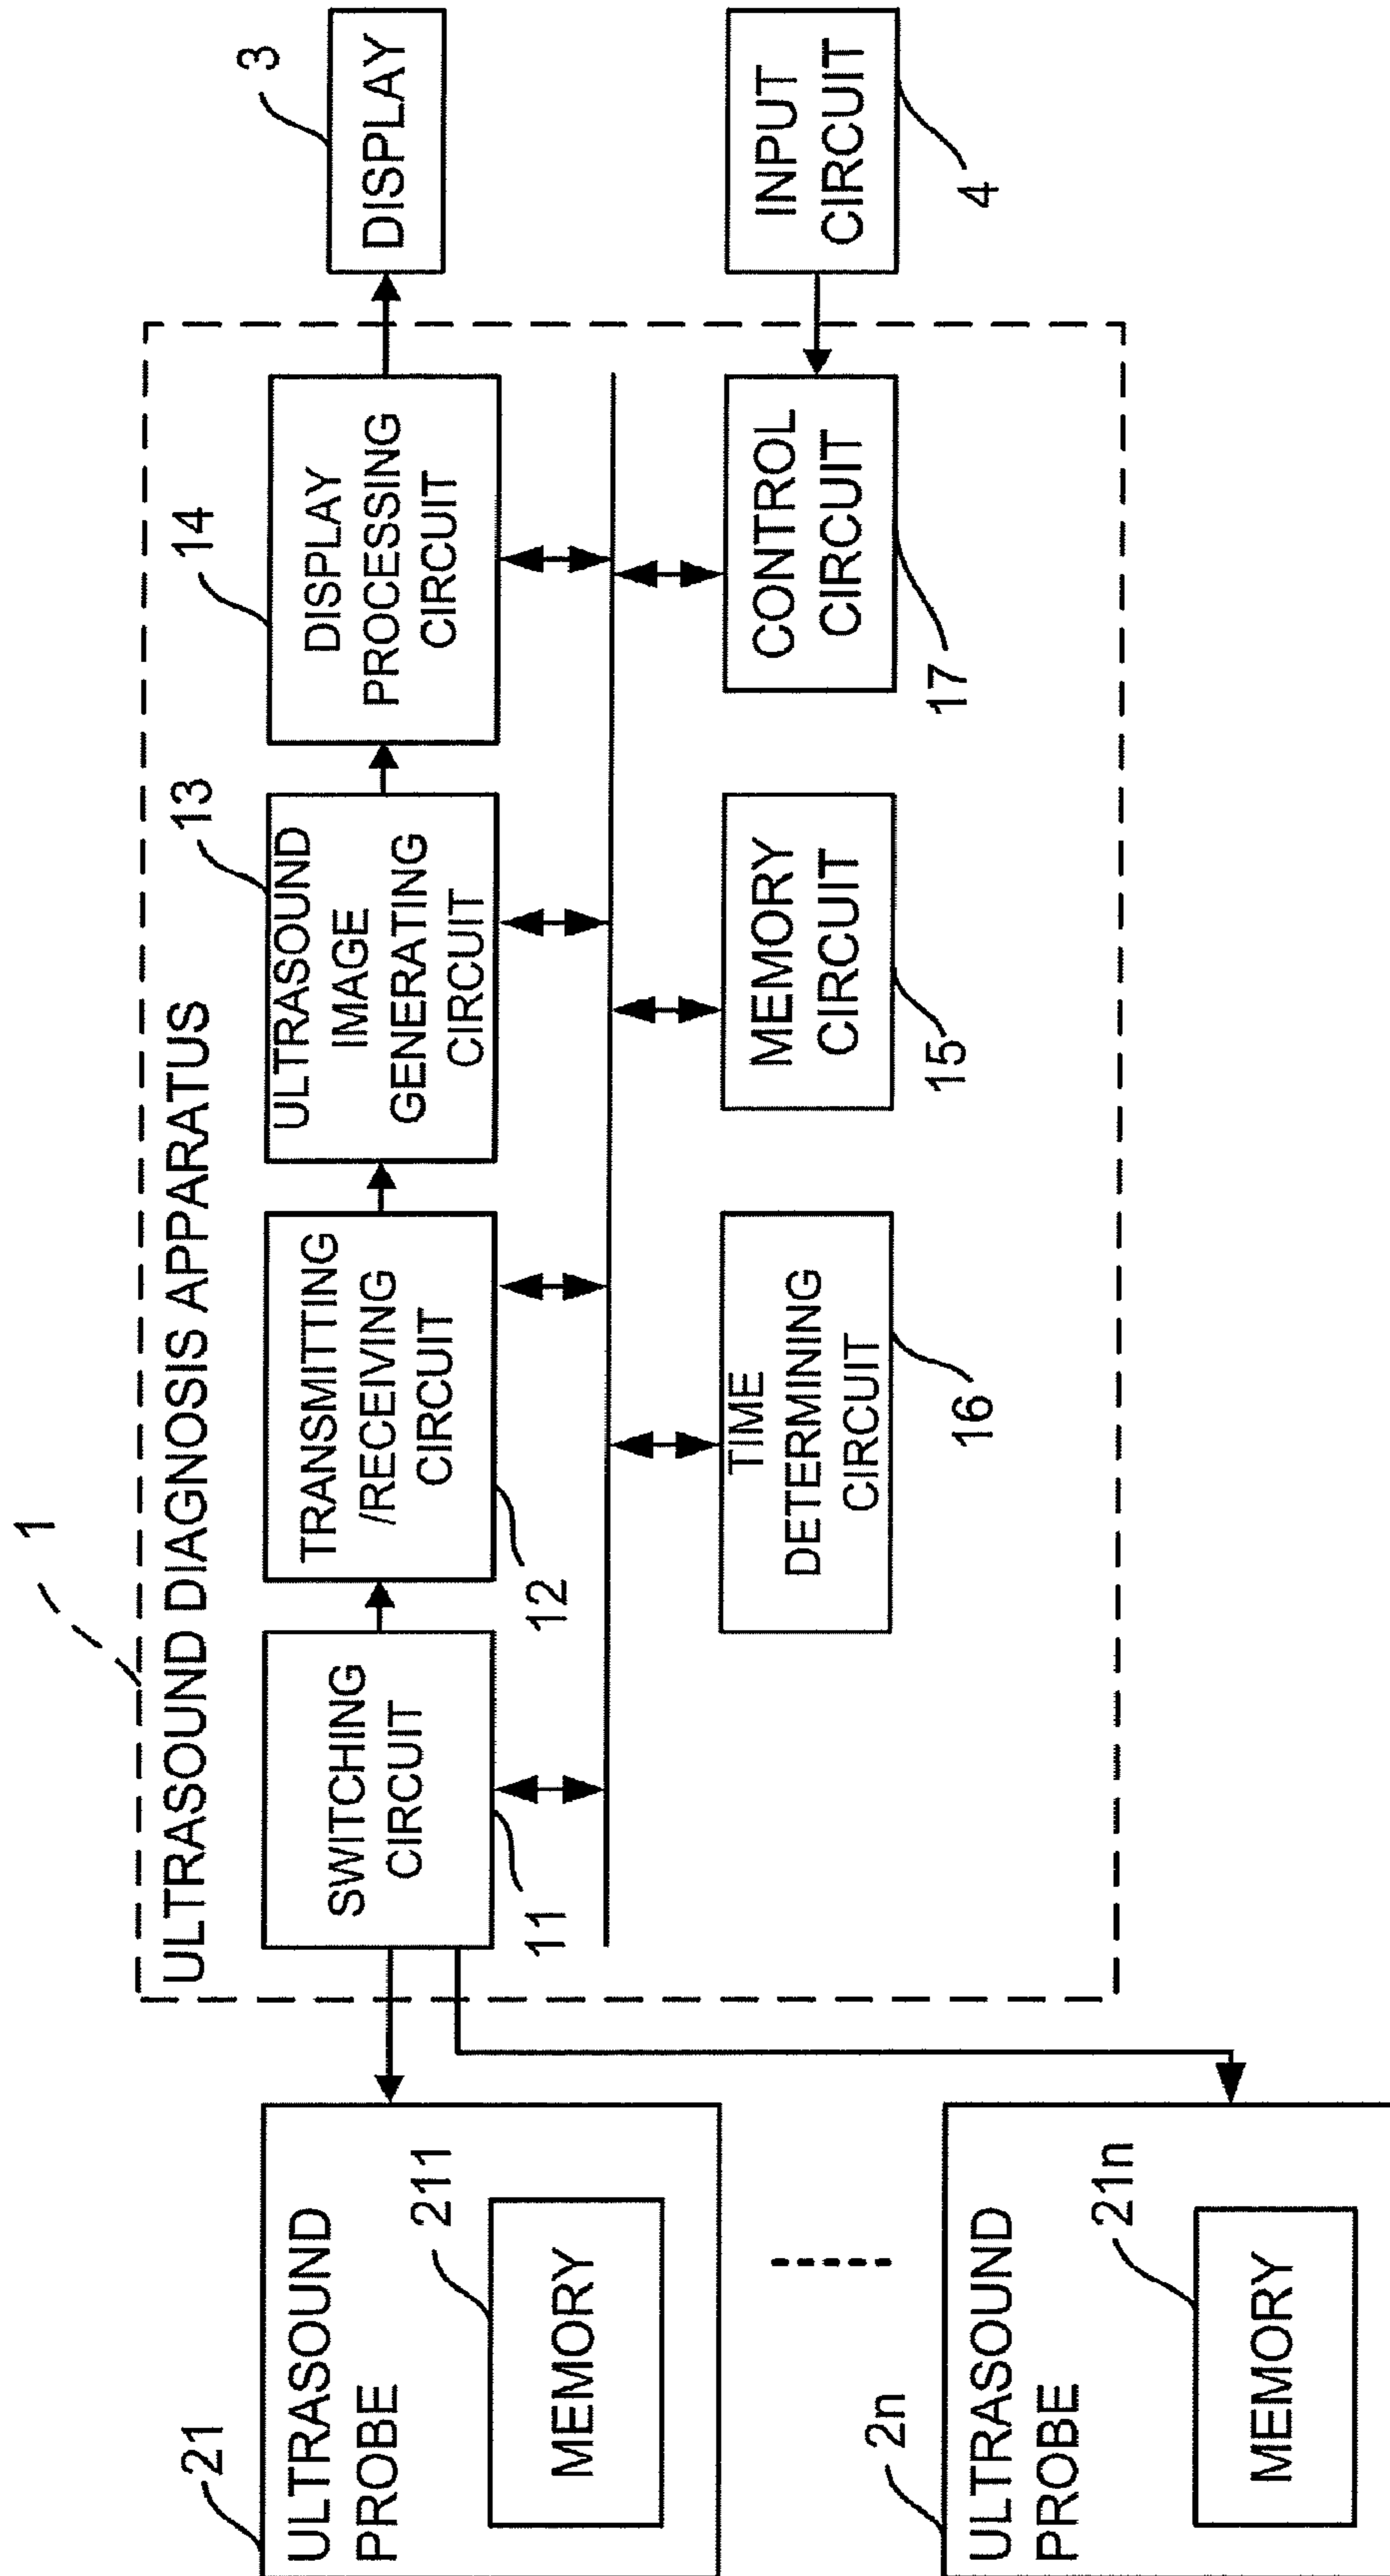 1
ULTRASOUND DIAGNOSIS APPARATUS
21
ULTRASOUND
PROBE
211
MEMORY
2n
ULTRASOUND
PROBE
21n
MEMORY
SWITCHING
CIRCUIT
11
TRANSMITTING
/RECEIVING
CIRCUIT
12
13
ULTRASOUND
IMAGE
GENERATING
CIRCUIT
14
DISPLAY
PROCESSING
CIRCUIT
3
DISPLAY
TIME
DETERMINING
CIRCUIT
16
MEMORY
CIRCUIT
15
CONTROL
CIRCUIT
17
INPUT
CIRCUIT
4